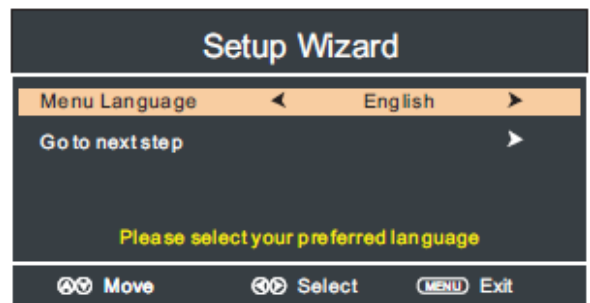 Setup Wizard
Menu Language English
Go to next step
Please select your preferred language
Move Select MENU Exit